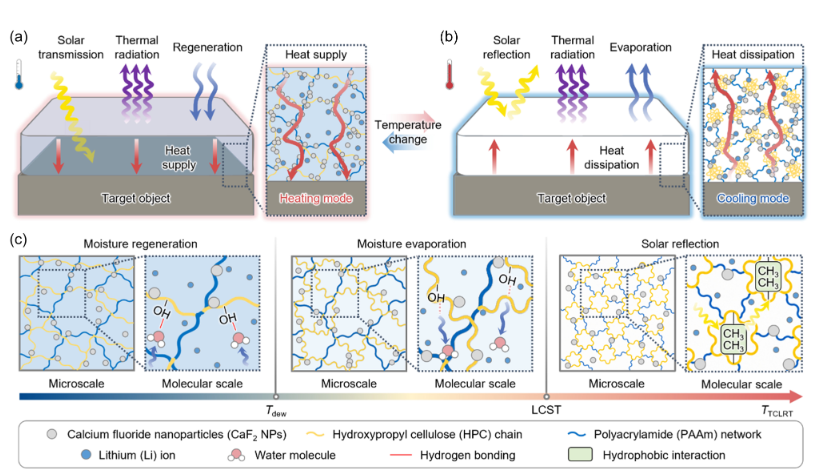 (a)
Solar
transmission
Thermal
radiation
Regeneration
Heat supply
Heat
supply
Target object
Heating mode
Temperature
change
(b)
Solar
reflection
Thermal
radiation
Evaporation
Heat dissipation
Heat
dissipation
Target object
Cooling mode
(c)
Moisture regeneration
Moisture evaporation
Solar reflection
OH
OH
OH
OH
CH3
CH3
CH3
CH3
Microscale
Molecular scale
Microscale
Molecular scale
Microscale
Molecular scale
Tdew
LCST
TTCLRT
Calcium fluoride nanoparticles (CaF2 NPs)
Hydroxypropyl cellulose (HPC) chain
Polyacrylamide (PAAm) network
Lithium (Li) ion
Water molecule
Hydrogen bonding
Hydrophobic interaction